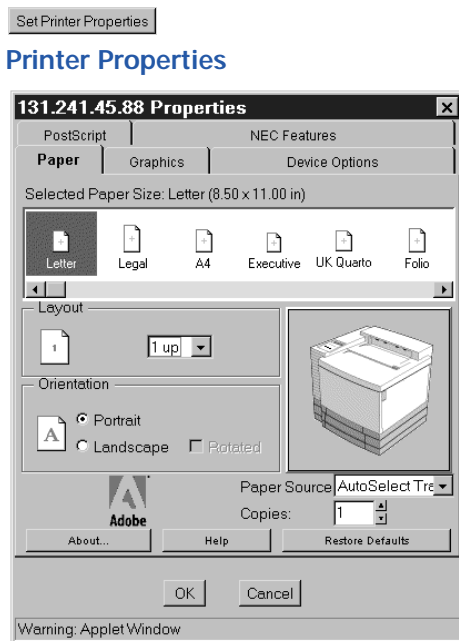 Set Printer Properties
Printer Properties
131.241.45.88 Properties
PostScript NEC Features
Paper Graphics Device Options
Selected Paper Size: Letter (8.50 x 11.00 in)
Letter Legal A4 Executive UK Quarto Folio
Layout
1 1 up
Orientation
A Portrait
Landscape Rotated
Adobe
Paper Source AutoSelect Tra
Copies: 1
About... Help Restore Defaults
OK Cancel
Warning: Applet Window